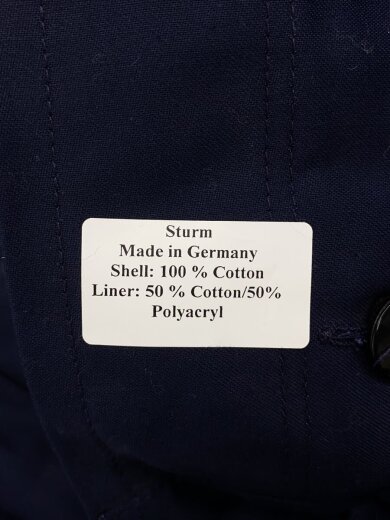 Sturm
Made in Germany
Shell: 100 % Cotton
Liner: 50 % Cotton/50%
Polyacryl